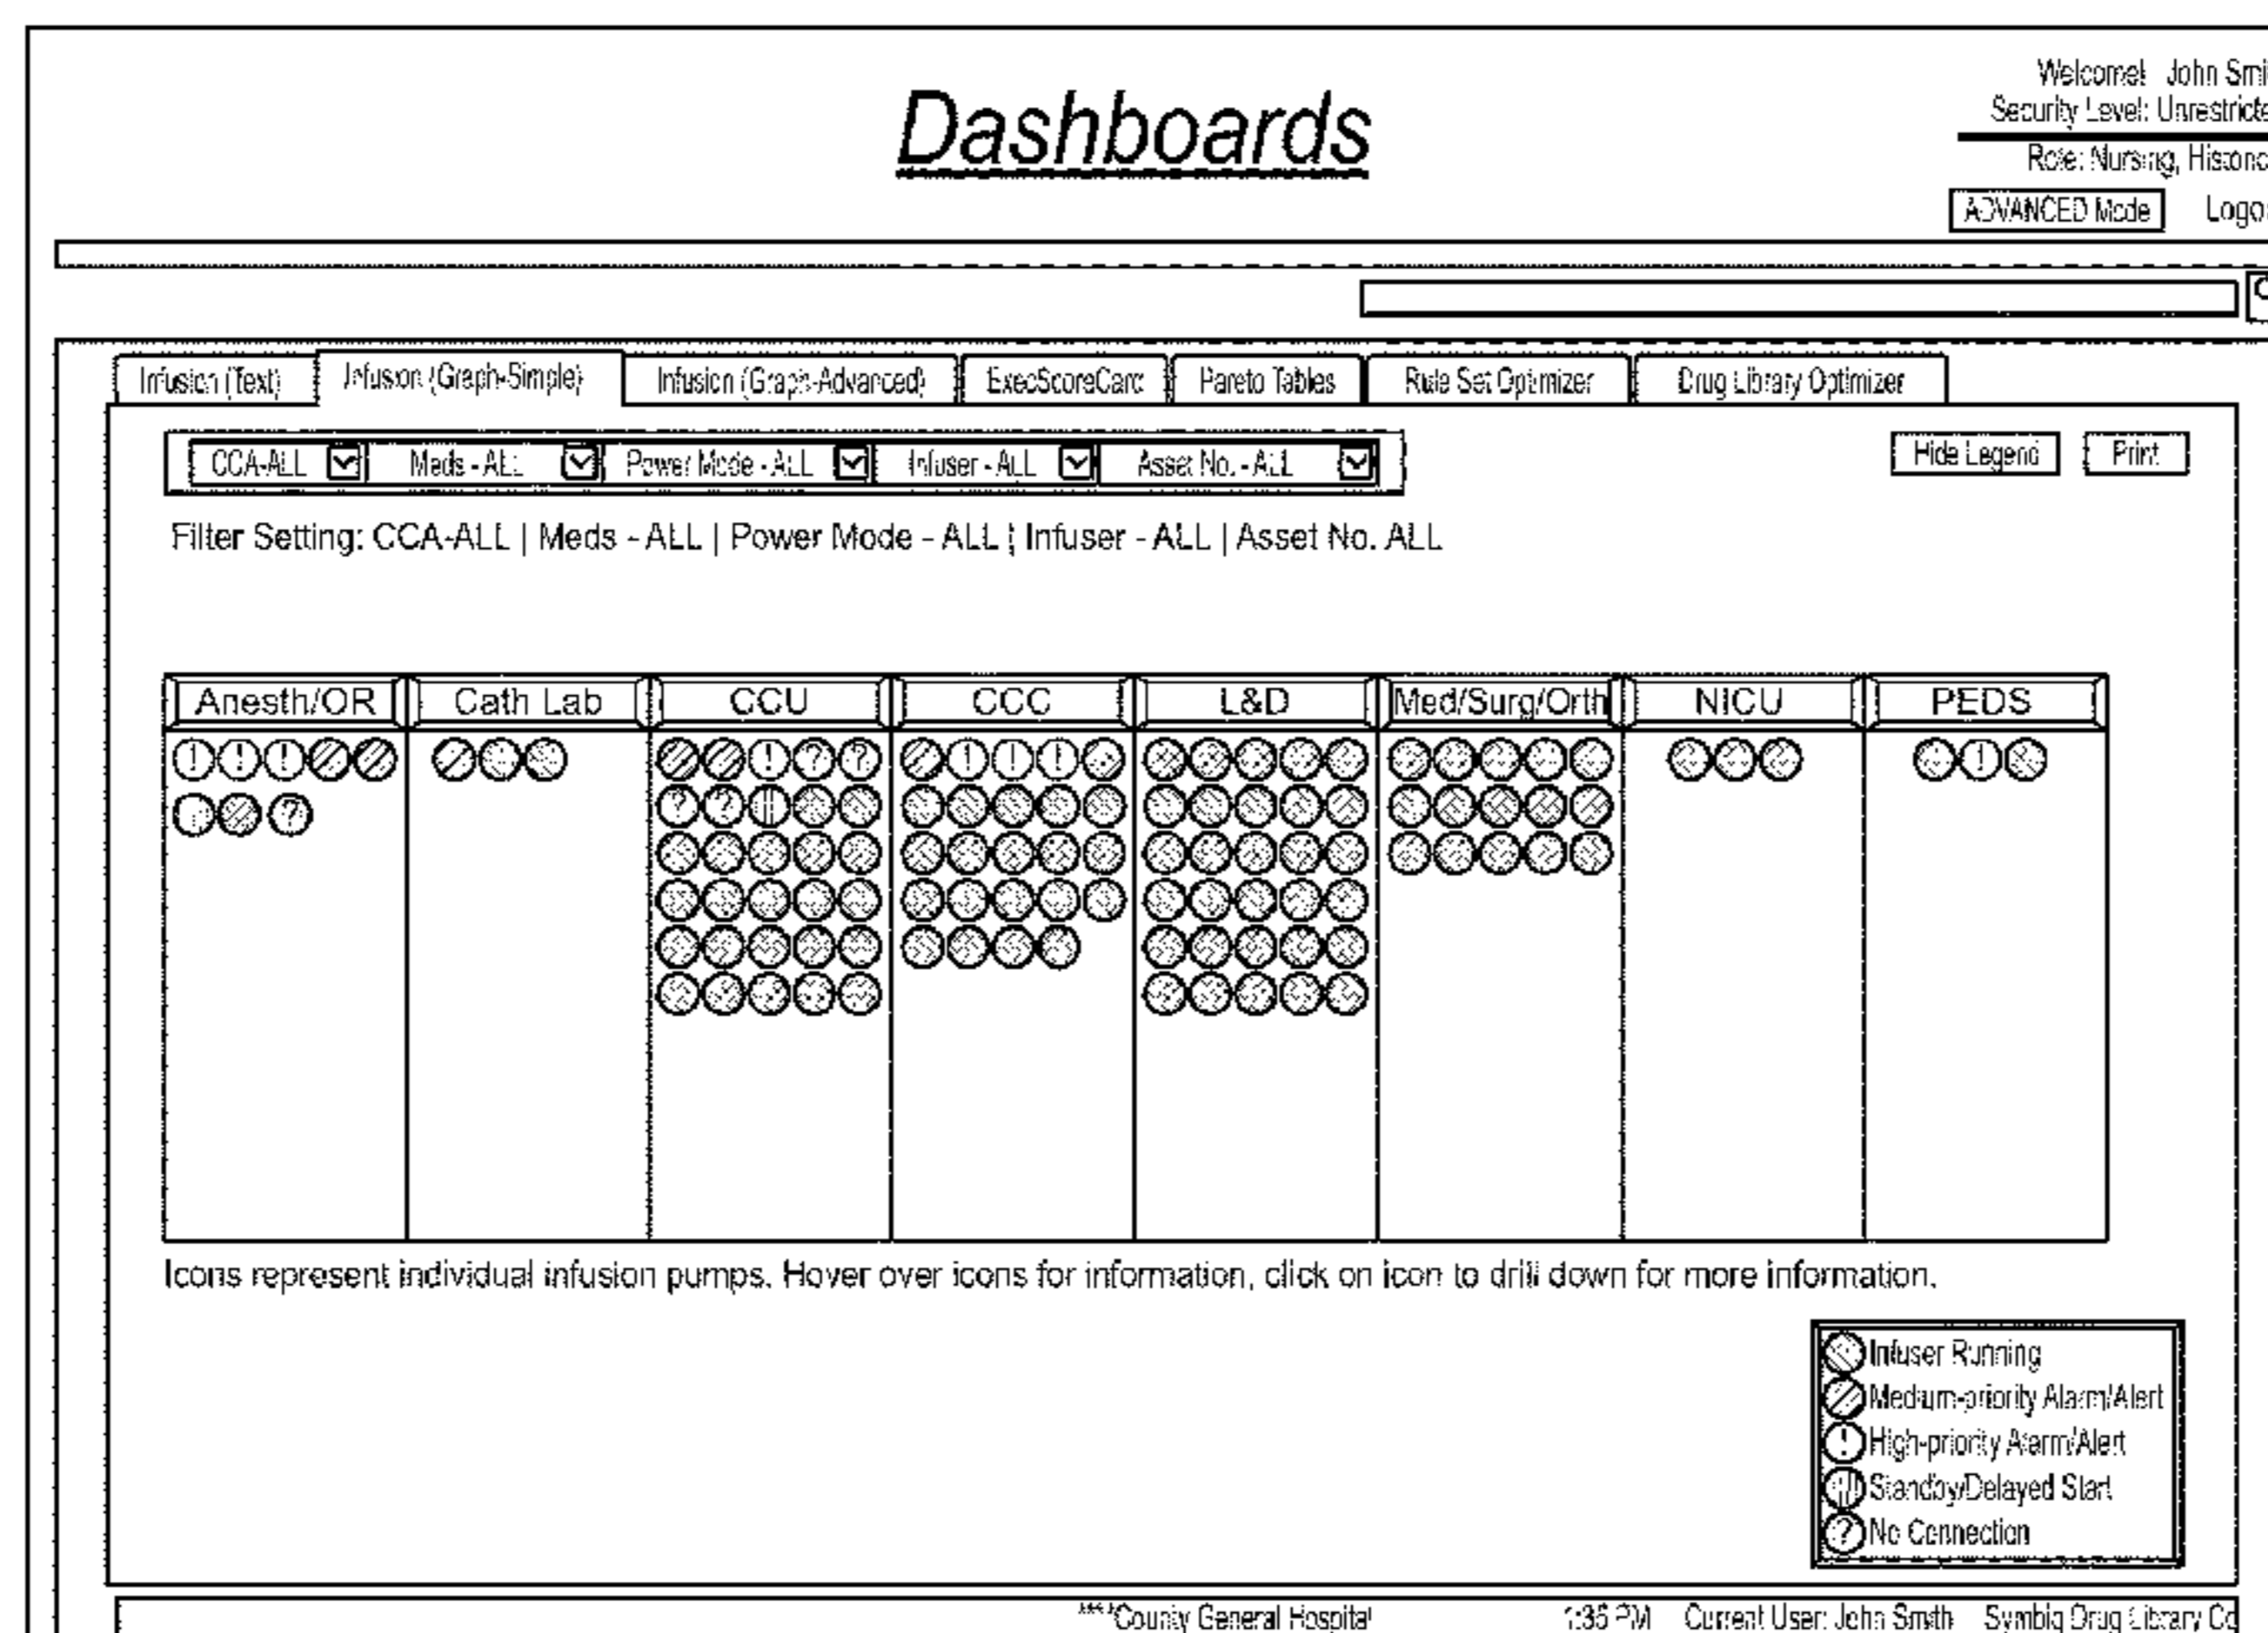 Dashboards
Welcome! John Smi
Security Level: Unrestricte
Role: Nursing, Historic
ADVANCED Mode Logo
Infusion (Text) Infusion (Graph-Simple) Infusion (Graph-Advanced) ExecScoreCard Pareto Tables Rule Set Optimizer Drug Library Optimizer
CCA-ALL Meds - ALL Power Mode - ALL Infuser - ALL Asset No. - ALL Hide Legend Print
Filter Setting: CCA-ALL | Meds - ALL | Power Mode - ALL | Infuser - ALL | Asset No. ALL
Anesth/OR Cath Lab CCU CCC L&D Med/Surg/Orth NICU PEDS
! ! ! ! ? ? ! ! ! !
? ? ?
Icons represent individual infusion pumps. Hover over icons for information, click on icon to drill down for more information.
Infuser Running
Medium-priority Alarm/Alert
! High-priority Alarm/Alert
Standby/Delayed Start
? No Connection
County General Hospital 1:35 PM Current User: John Smith Symbiq Drug Library Co